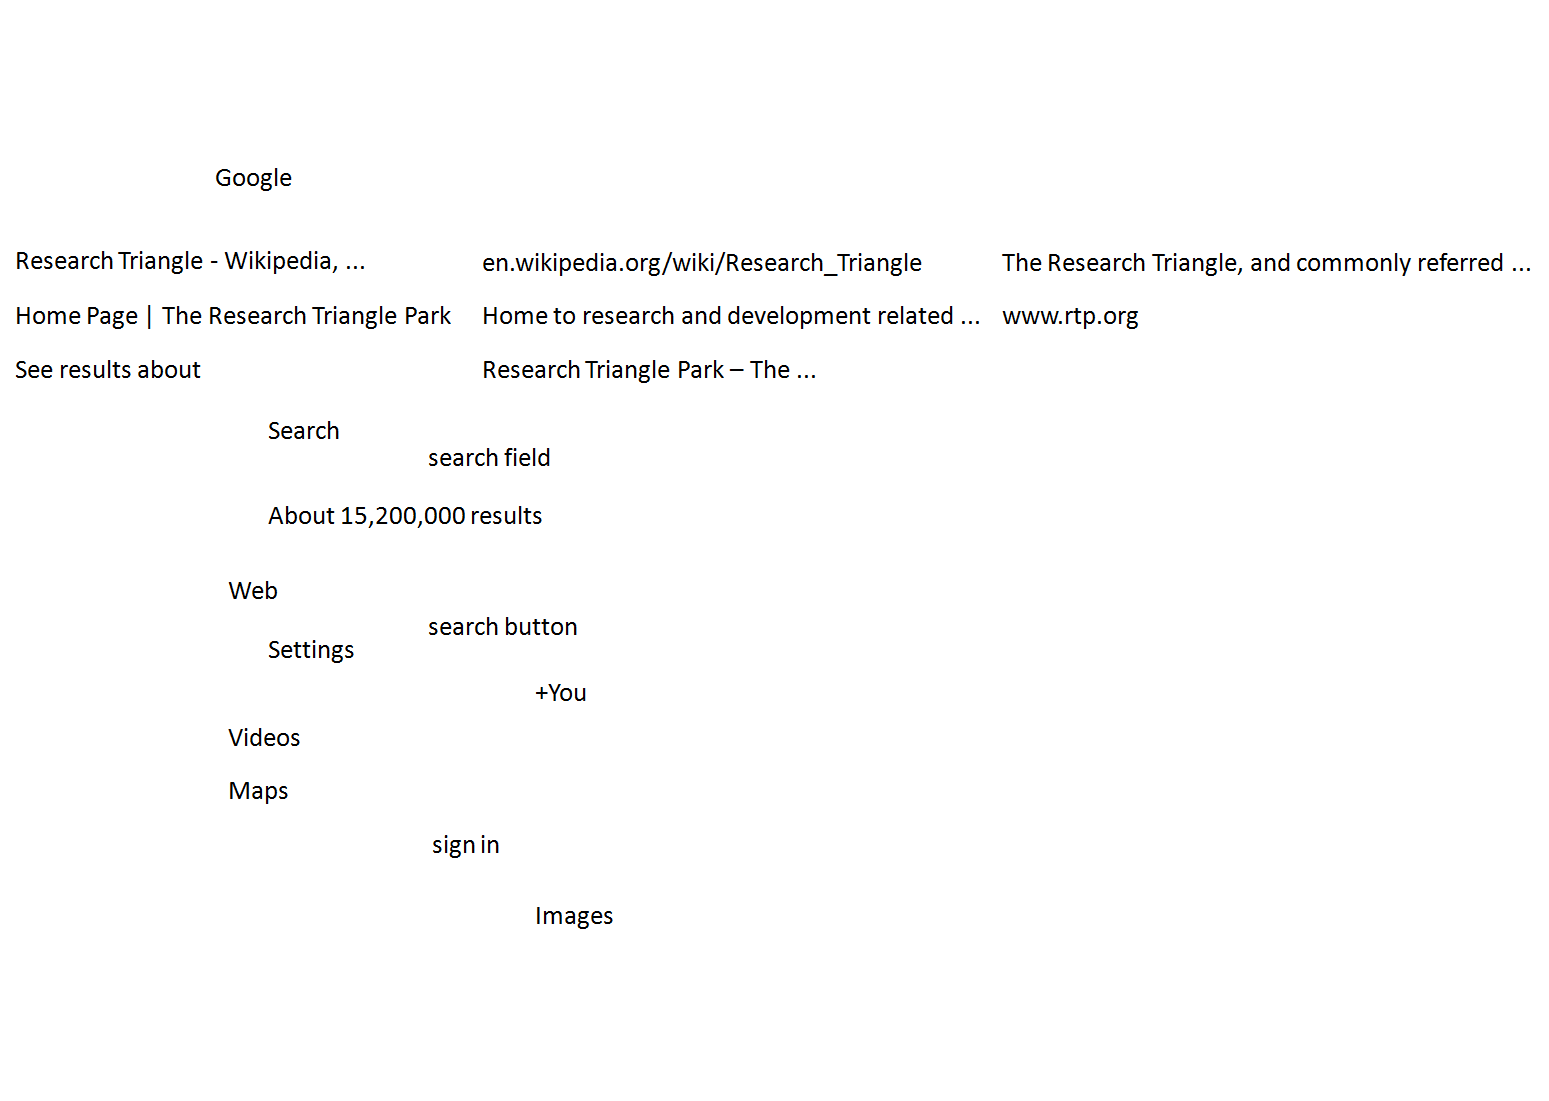 Google
Research Triangle - Wikipedia, ... en.wikipedia.org/wiki/Research_Triangle The Research Triangle, and commonly referred ...
Home Page | The Research Triangle Park Home to research and development related ... www.rtp.org
See results about Research Triangle Park – The ...
Search
search field
About 15,200,000 results
Web
search button
Settings
+You
Videos
Maps
sign in
Images